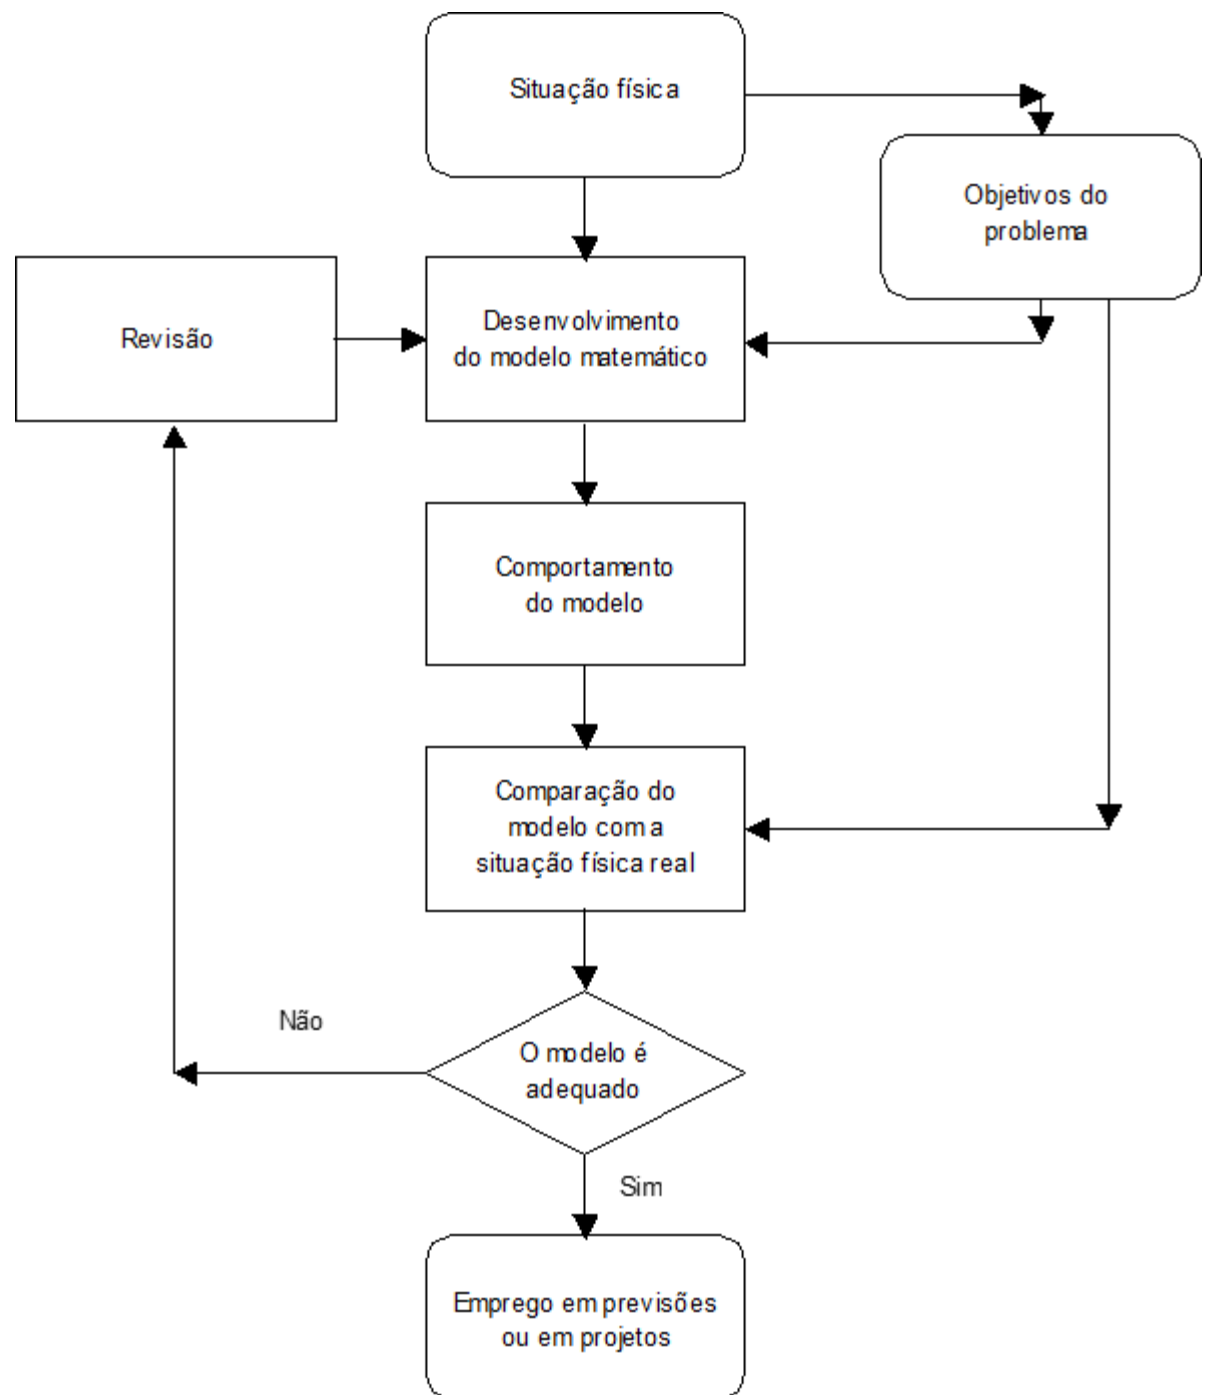 Situação física
Objetivos do
problema
Revisão
Desenvolvimento
do modelo matemático
Comportamento
do modelo
Comparação do
modelo com a
situação física real
Não
O modelo é
adequado
Sim
Emprego em previsões
ou em projetos